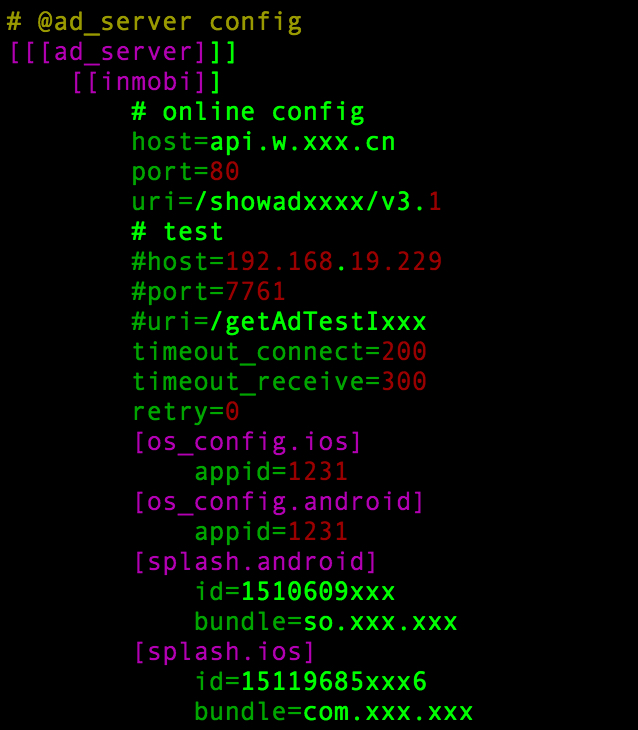 # @ad_server config
[[[ad_server]]]
[[inmobi]]
# online config
host=api.w.xxx.cn
port=80
uri=/showadxxxx/v3.1
# test
#host=192.168.19.229
#port=7761
#uri=/getAdTestIxxx
timeout_connect=200
timeout_receive=300
retry=0
[os_config.ios]
appid=1231
[os_config.android]
appid=1231
[splash.android]
id=1510609xxx
bundle=so.xxx.xxx
[splash.ios]
id=15119685xxx6
bundle=com.xxx.xxx